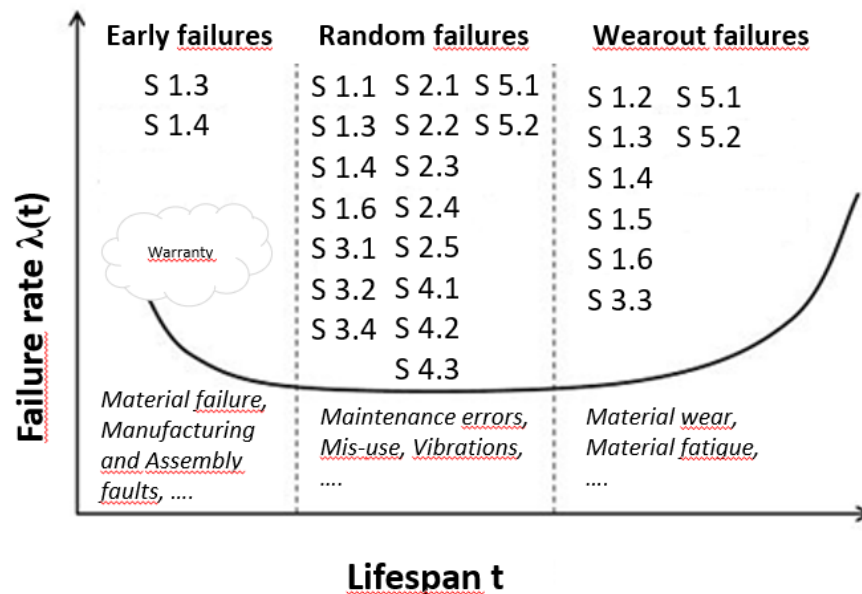 Early failures
Random failures
Wearout failures
S 1.3
S 1.4
S 1.1 S 2.1 S 5.1
S 1.3 S 2.2 S 5.2
S 1.4 S 2.3
S 1.6 S 2.4
S 3.1 S 2.5
S 3.2 S 4.1
S 3.4 S 4.2
S 4.3
S 1.2 S 5.1
S 1.3 S 5.2
S 1.4
S 1.5
S 1.6
S 3.3
Warranty
Failure rate λ(t)
Material failure,
Manufacturing
and Assembly
faults, ....
Maintenance errors,
Mis-use, Vibrations,
....
Material wear,
Material fatigue,
....
Lifespan t